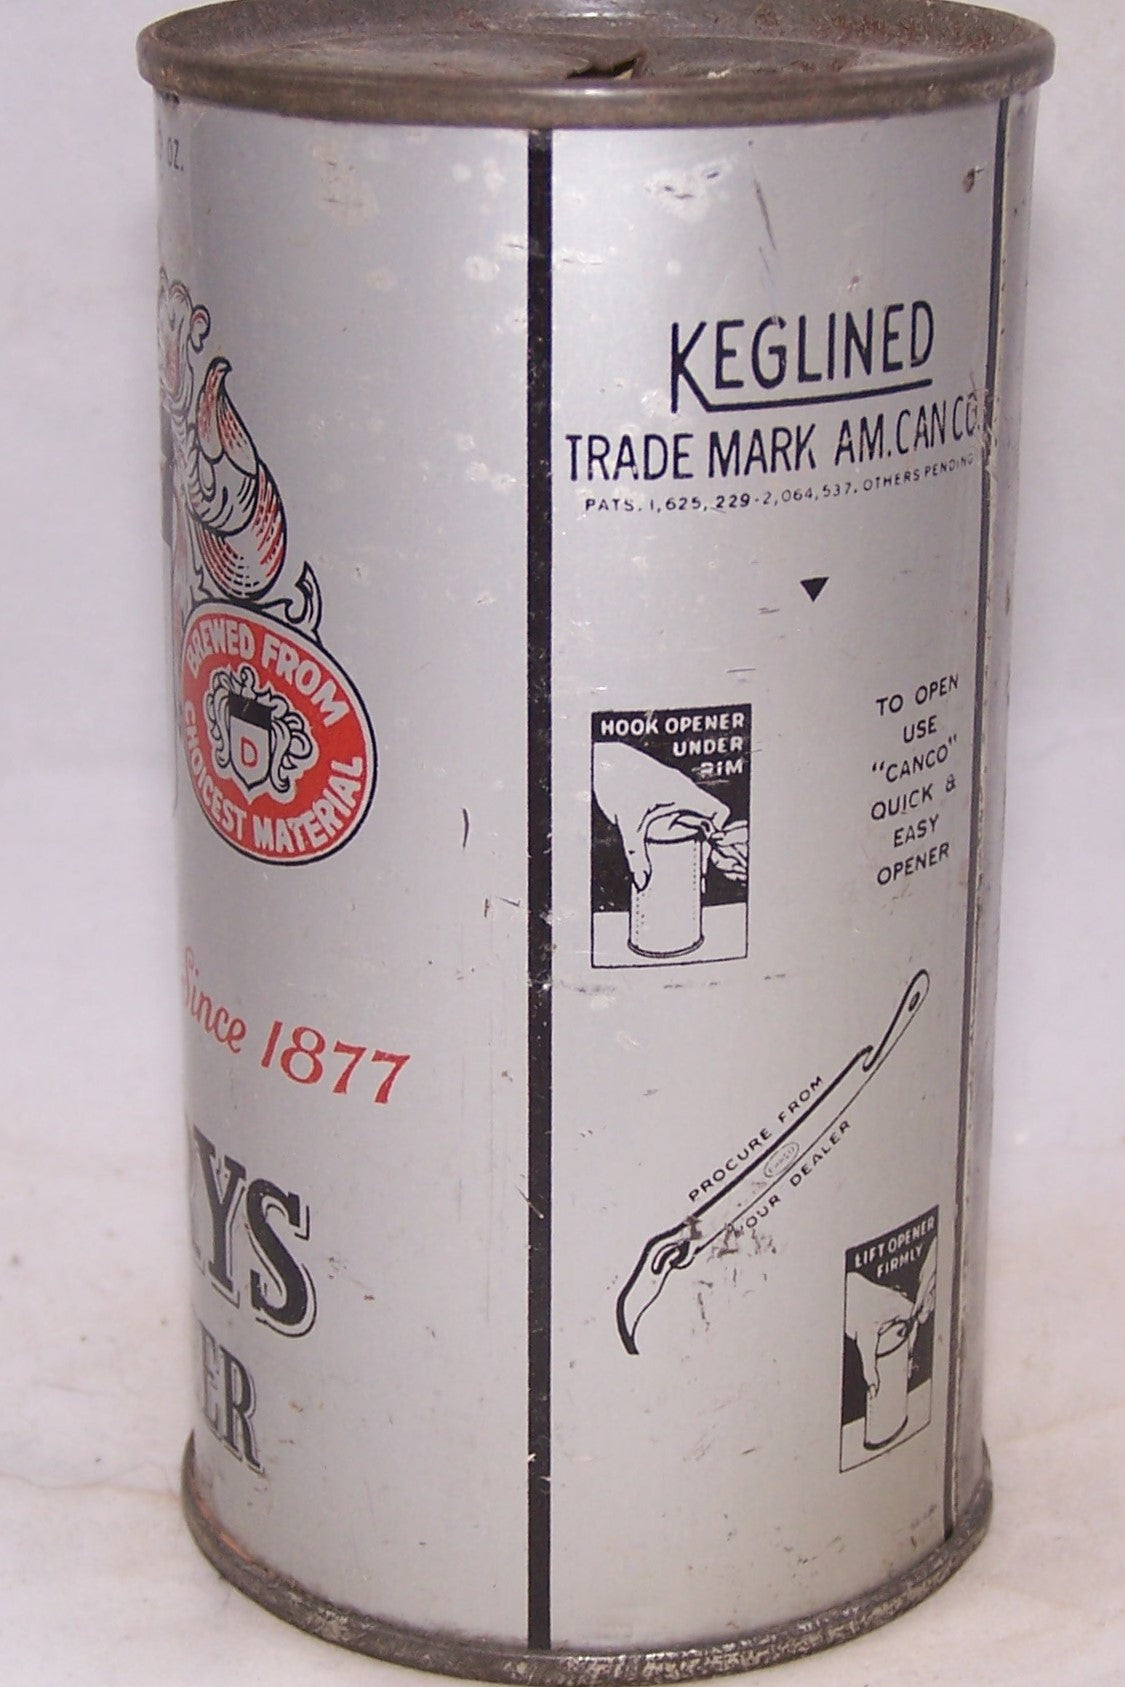 OZ.
BREWED FROM
CHOICEST MATERIAL
D
Since 1877
YS
ER
KEGLINED
TRADE MARK AM. CAN CO.
PATS. 1,625,229-2,064,537. OTHERS PENDING
HOOK OPENER
UNDER
RIM
TO OPEN
USE
"CANCO"
QUICK &
EASY
OPENER
PROCURE FROM
CANCO
YOUR DEALER
LIFT OPENER
FIRMLY